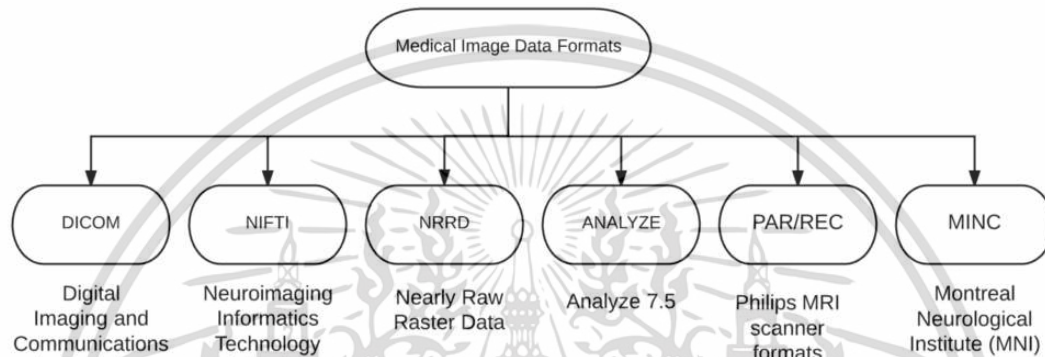 Medical Image Data Formats
DICOM
NIFTI
NRRD
ANALYZE
PAR/REC
MINC
Digital
Imaging and
Communications
Neuroimaging
Informatics
Technology
Nearly Raw
Raster Data
Analyze 7.5
Philips MRI
scanner
formats
Montreal
Neurological
Institute (MNI)